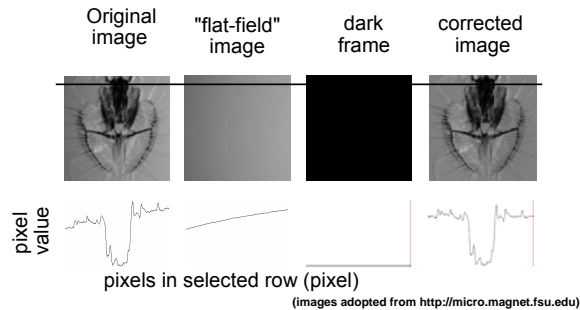 Original
image
"flat-field"
image
dark
frame
corrected
image
pixel
value
pixels in selected row (pixel)
(images adopted from http://micro.magnet.fsu.edu)